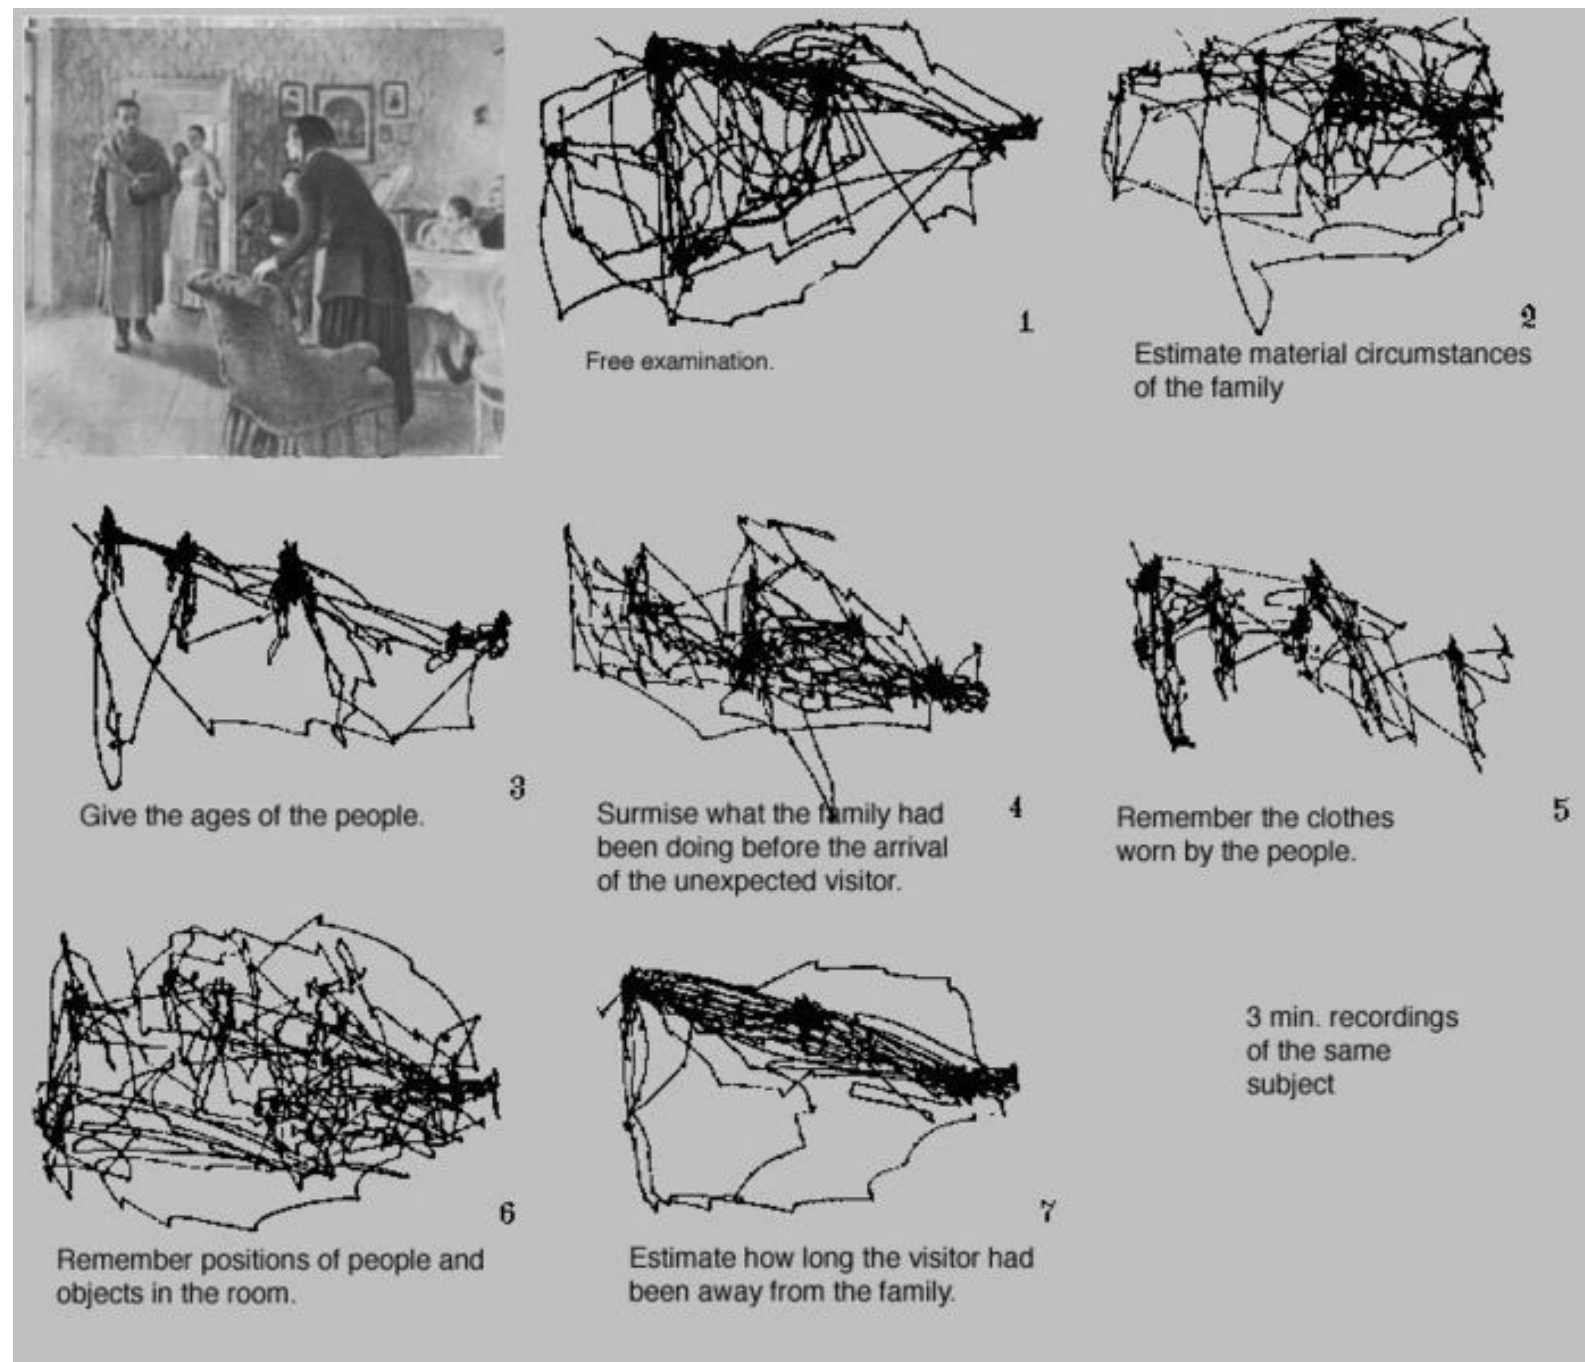 1
Free examination.
2
Estimate material circumstances
of the family
3
Give the ages of the people.
4
Surmise what the family had
been doing before the arrival
of the unexpected visitor.
5
Remember the clothes
worn by the people.
6
Remember positions of people and
objects in the room.
7
Estimate how long the visitor had
been away from the family.
3 min. recordings
of the same
subject